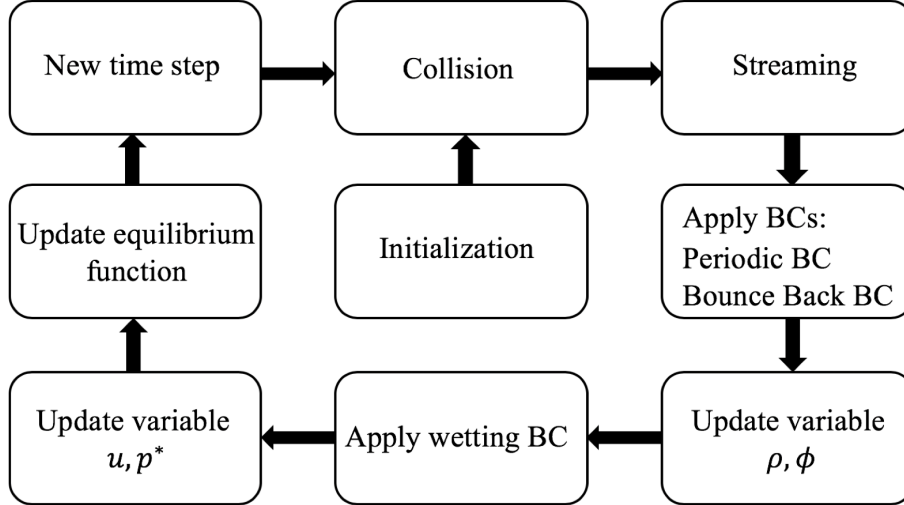 New time step
Collision
Streaming
Update equilibrium
function
Initialization
Apply BCs:
Periodic BC
Bounce Back BC
Update variable
u, p*
Apply wetting BC
Update variable
ρ, ϕ